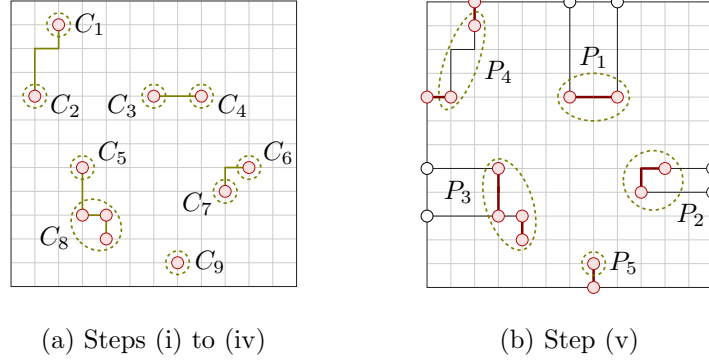 C₁
C₂
C₃
C₄
C₅
C₆
C₇
C₈
C₉
(a) Steps (i) to (iv)
P₁
P₄
P₃
P₂
P₅
(b) Step (v)